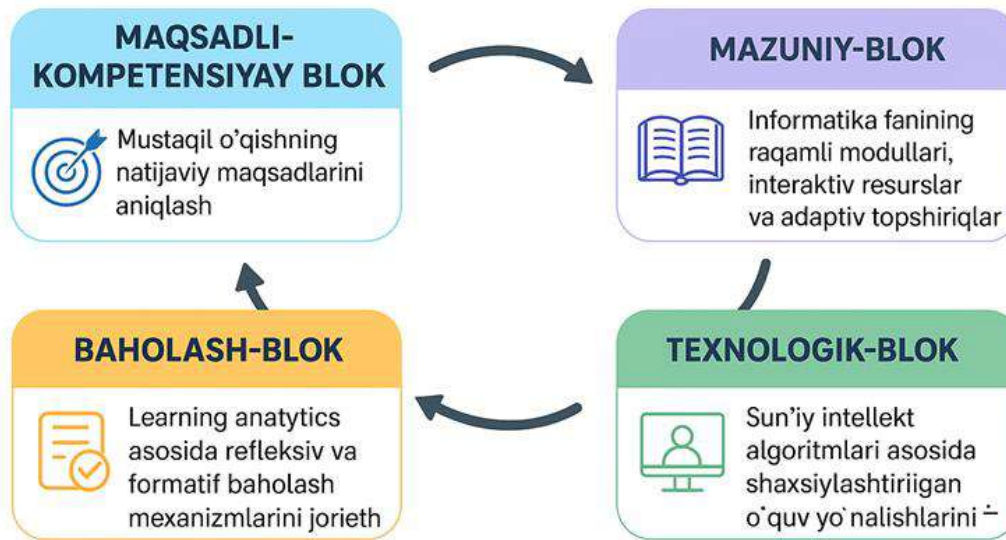 MAQSADLI-
KOMPETENSIYAY BLOK
Mustaqil o'qishning
natijaviy maqsadlarini
aniqlash
MAZUNIY-BLOK
Informatika fanining
raqamli modullari,
interaktiv resurslar
va adaptiv topshiriqlar
BAHOLASH-BLOK
Learning analytics
asosida refleksiv va
formatif baholash
mexanizmlarini jorieth
TEXNOLOGIK-BLOK
Sun'iy intellekt
algoritmlari asosida
shaxsiylashtiriigan
o'quv yo'nalishlarini